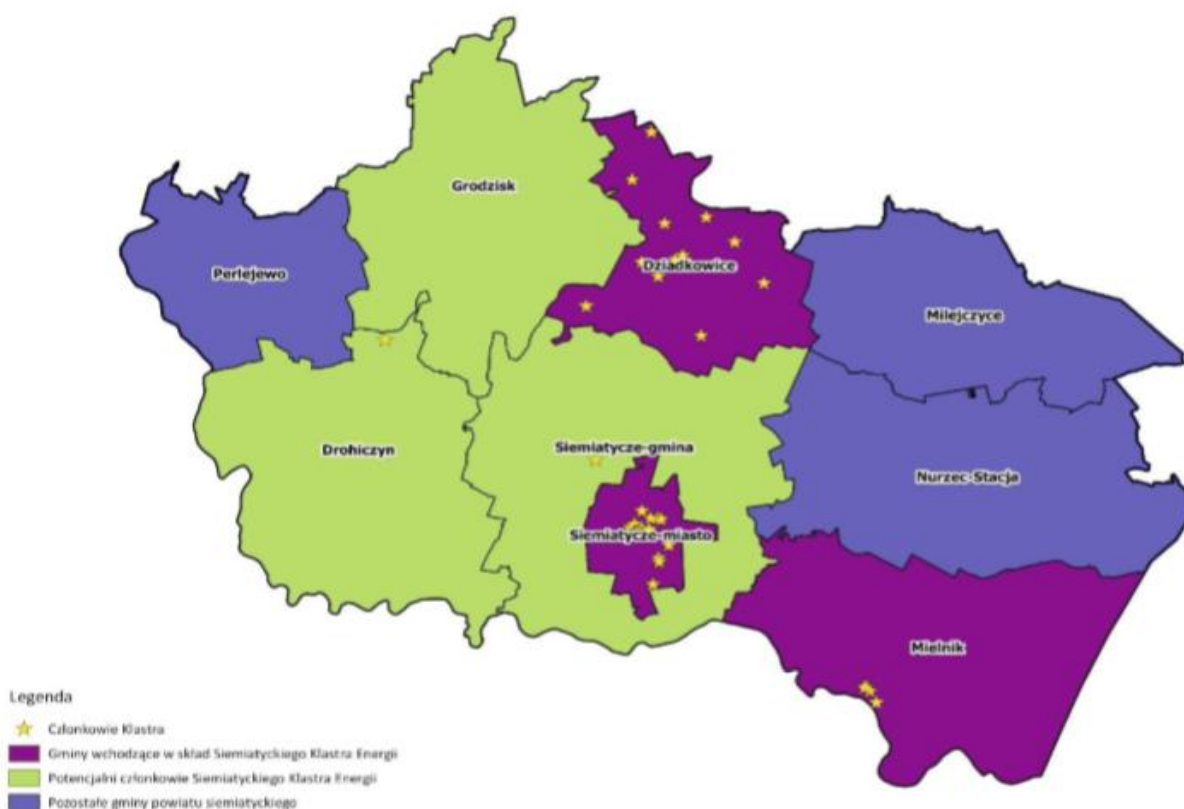 Grodzisk
Perlejewo
Dziadkowice
Milejczyce
Drohiczyn
Siemiatycze-gmina
Nurzec-Stacja
Siemiatycze-miasto
Mielnik
Legenda
Członkowie Klastra
Gminy wchodzące w skład Siemiatyckiego Klastra Energii
Potencjalni członkowie Siemiatyckiego Klastra Energii
Pozostałe gminy powiatu siemiatyckiego